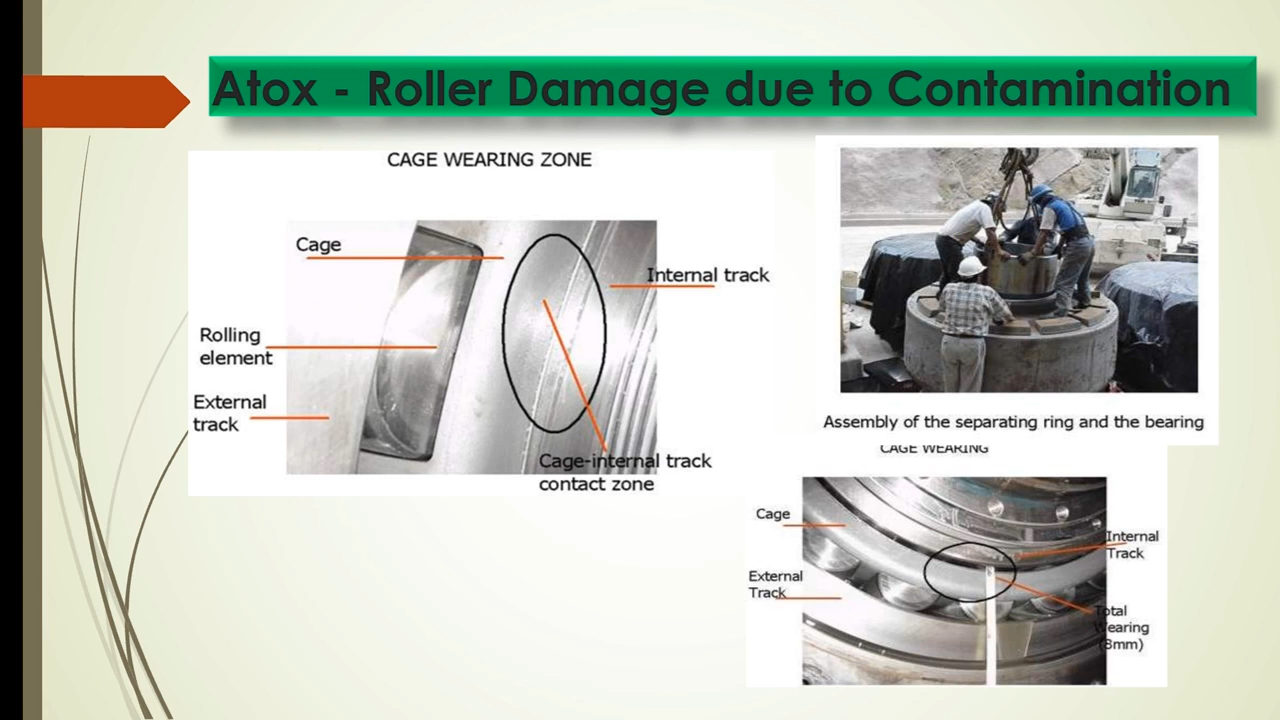 Atox - Roller Damage due to Contamination
CAGE WEARING ZONE
Cage
Internal track
Rolling
element
External
track
Cage-internal track
contact zone
Assembly of the separating ring and the bearing
CAGE WEARING
Cage
Internal
Track
External
Track
Total
Wearing
(8mm)